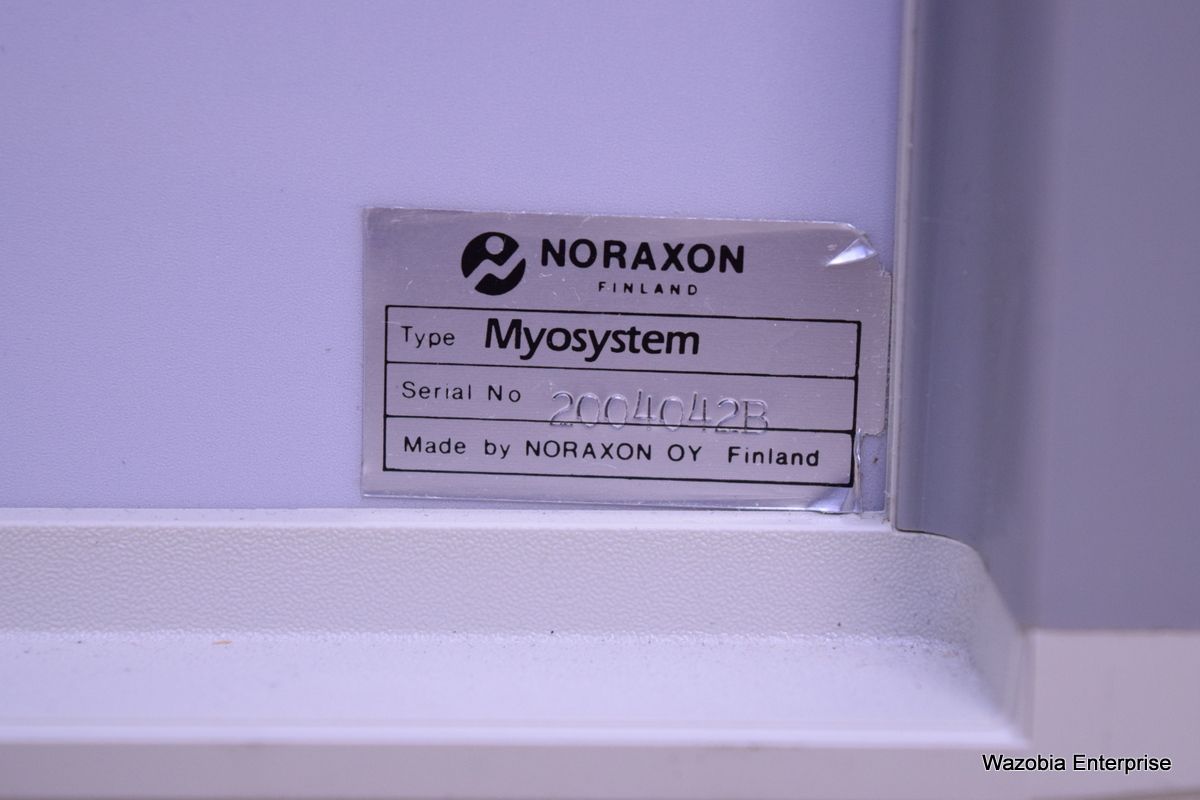 NORAXON
FINLAND
Type Myosystem
Serial No 2004042B
Made by NORAXON OY Finland
Wazobia Enterprise